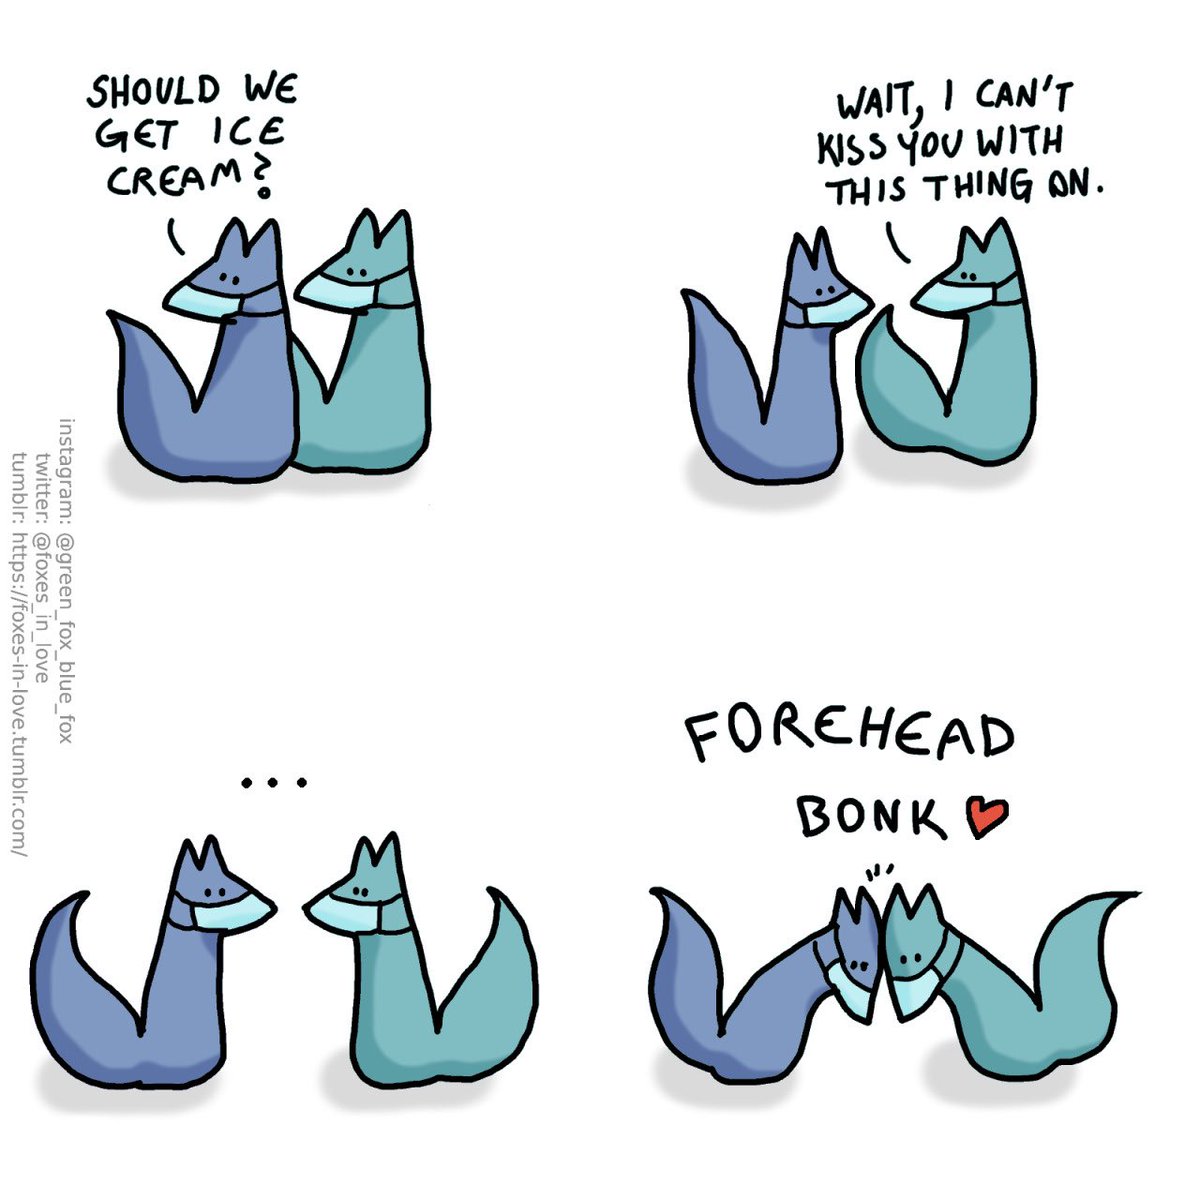 SHOULD WE
GET ICE
CREAM?
WAIT, I CAN'T
KISS YOU WITH
THIS THING ON.
...
FOREHEAD
BONK ❤
instagram: @green_fox_blue_fox
twitter: @foxes_in_love
tumblr: https://foxes-in-love.tumblr.com/